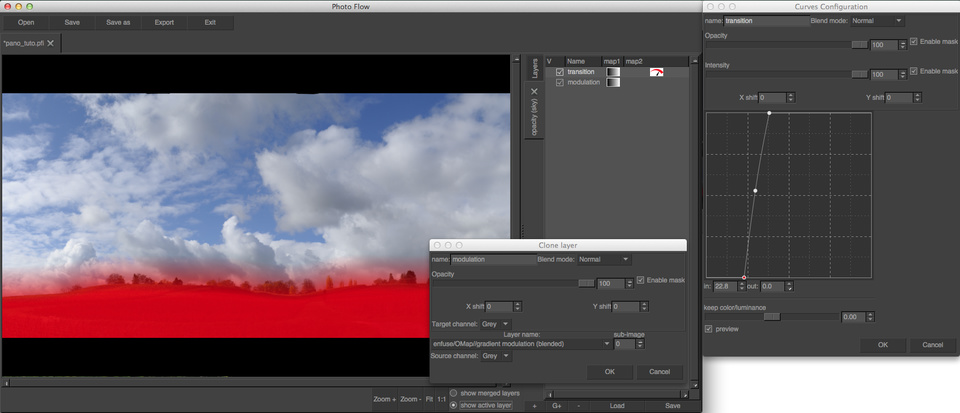 Photo Flow
Open Save Save as Export Exit
*pano_tuto.pfi
Layers
opacity (sky)
V Name map1 map2
transition
modulation
Zoom + Zoom - Fit 1:1
show merged layers
show active layer
+ G+ - Load Save
Clone layer
name: modulation Blend mode: Normal
Opacity
100 Enable mask
X shift 0 Y shift 0
Target channel: Grey
Layer name: sub-image
enfuse/OMap//gradient modulation (blended) 0
Source channel: Grey
OK Cancel
Curves Configuration
name: transition Blend mode: Normal
Opacity
100 Enable mask
Intensity
100 Enable mask
X shift 0 Y shift 0
in: 22.8 out: 0.0
keep color/luminance
0.00
preview
OK Cancel